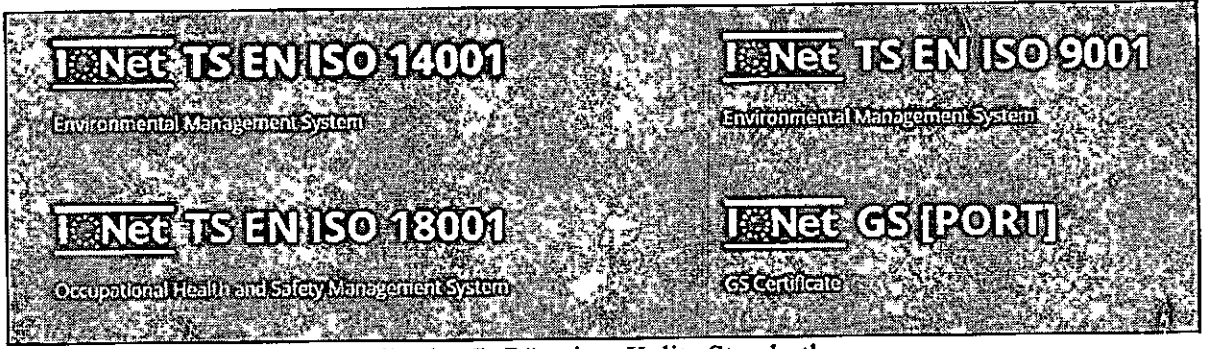 IQNet TS EN ISO 14001
Environmental Management System
IQNet TS EN ISO 9001
Environmental Management System
IQNet TS EN ISO 18001
Occupational Health and Safety Management System
IQNet GS [PORT]
GS Certificate